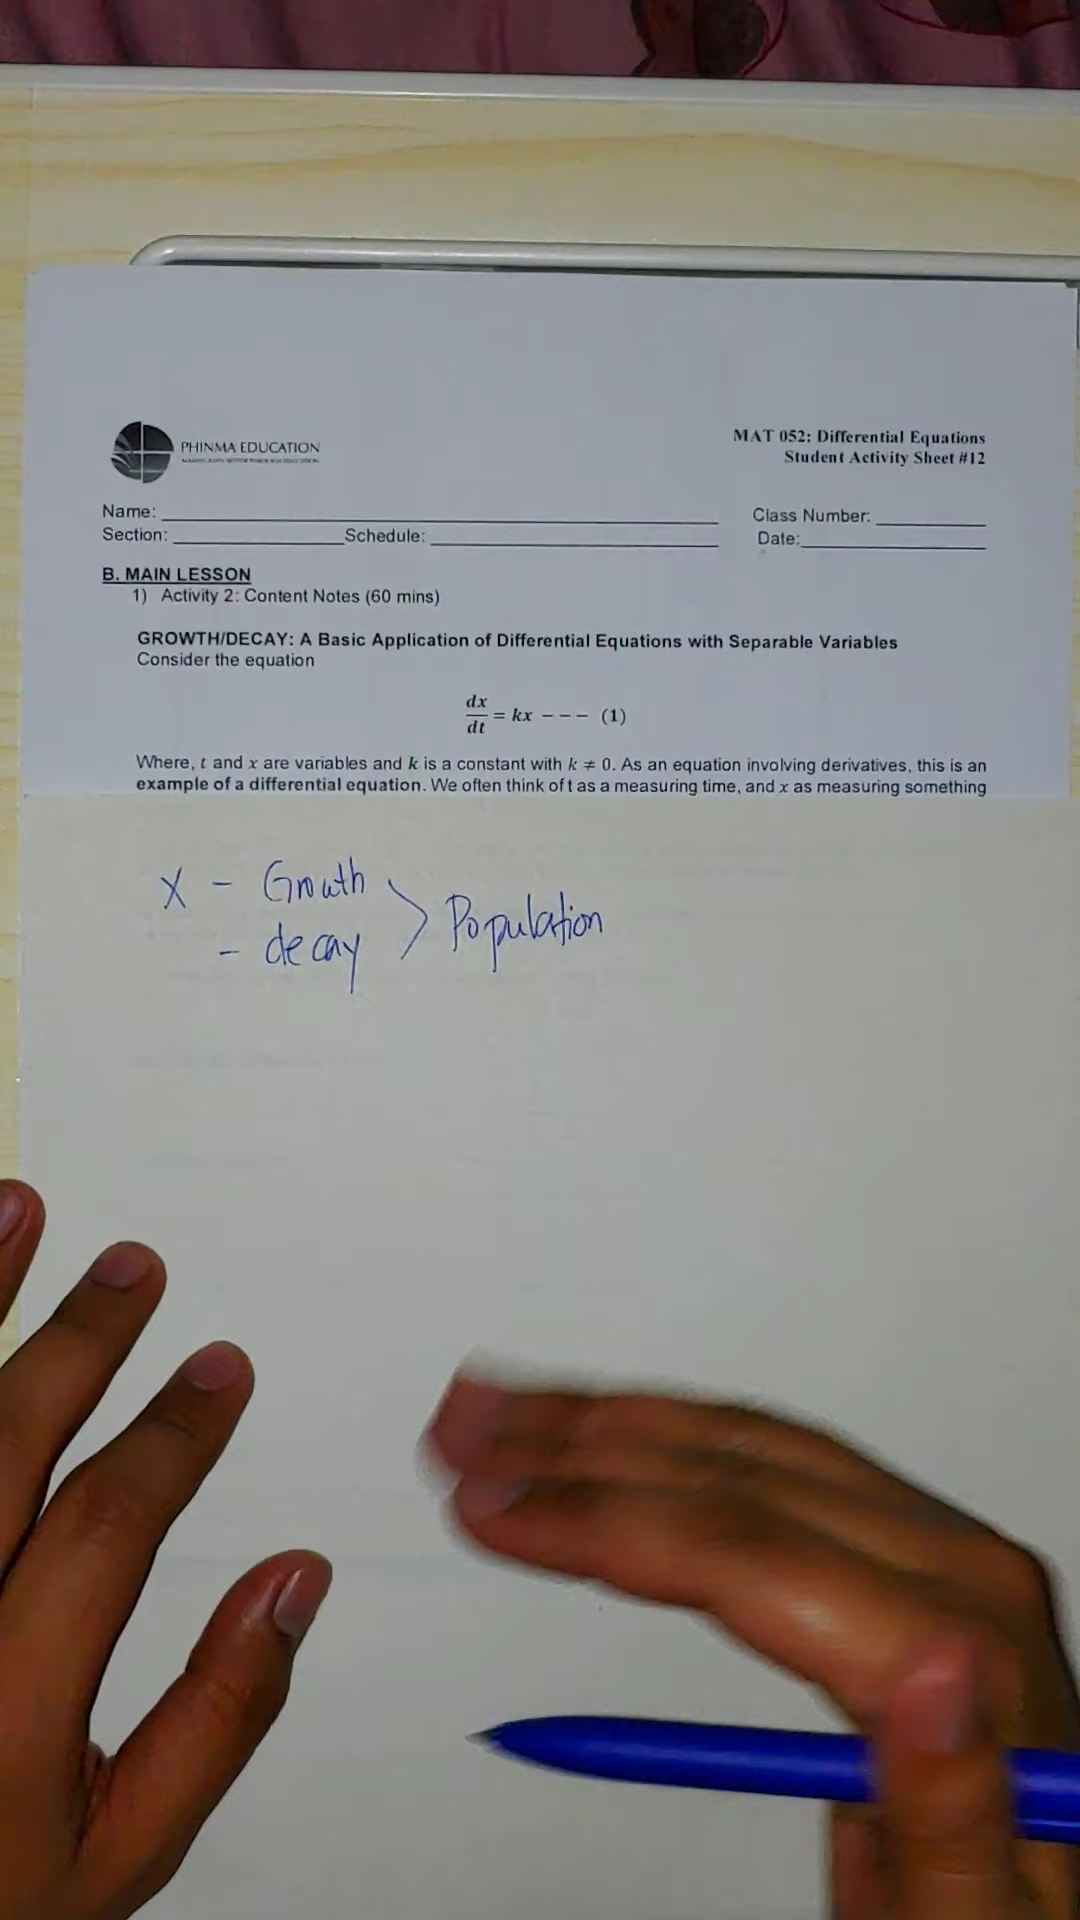 PHINMA EDUCATION
MAT 052: Differential Equations
Student Activity Sheet #12
Name: Class Number:
Section: Schedule: Date:
B. MAIN LESSON
1) Activity 2: Content Notes (60 mins)
GROWTH/DECAY: A Basic Application of Differential Equations with Separable Variables
Consider the equation
dx/dt = kx - - - (1)
Where, t and x are variables and k is a constant with k ≠ 0. As an equation involving derivatives, this is an
example of a differential equation. We often think of t as a measuring time, and x as measuring something
X - Growth
- decay > Population